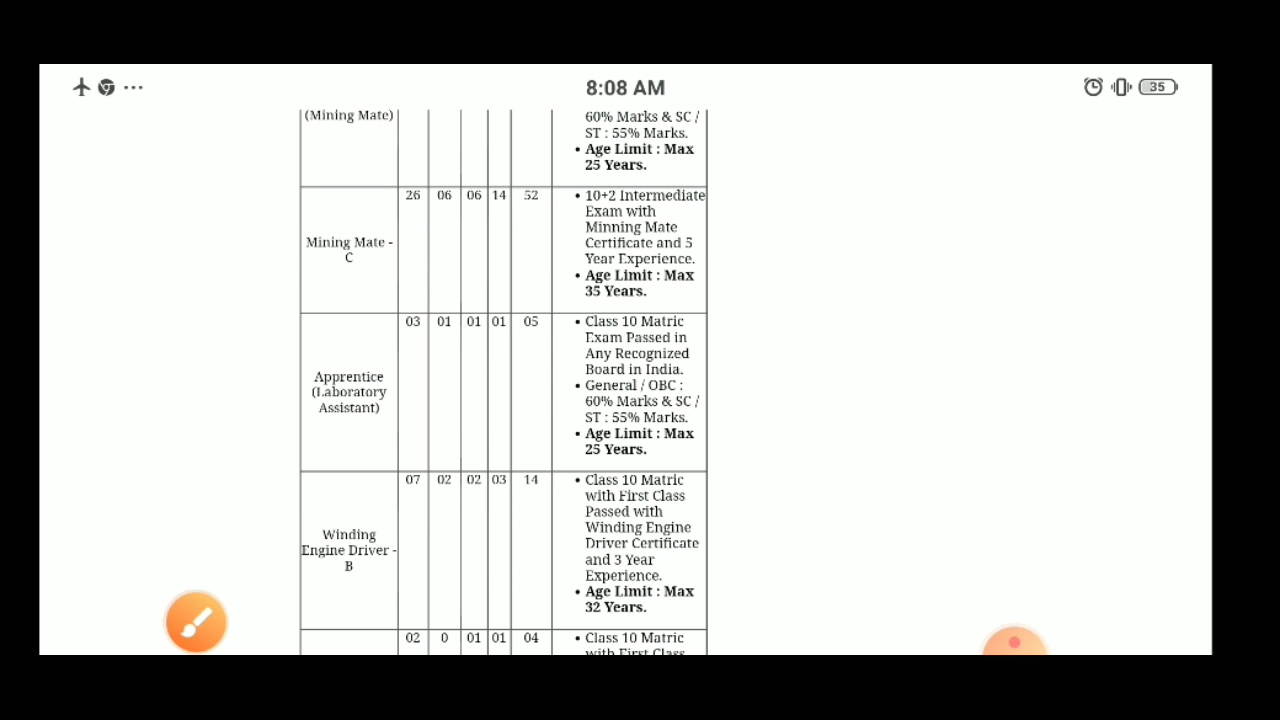 8:08 AM
35
(Mining Mate)
60% Marks & SC /
ST : 55% Marks.
• Age Limit : Max
25 Years.
Mining Mate -
C
26 06 06 14 52
• 10+2 Intermediate
Exam with
Minning Mate
Certificate and 5
Year Experience.
• Age Limit : Max
35 Years.
Apprentice
(Laboratory
Assistant)
03 01 01 01 05
• Class 10 Matric
Exam Passed in
Any Recognized
Board in India.
• General / OBC :
60% Marks & SC /
ST : 55% Marks.
• Age Limit : Max
25 Years.
Winding
Engine Driver -
B
07 02 02 03 14
• Class 10 Matric
with First Class
Passed with
Winding Engine
Driver Certificate
and 3 Year
Experience.
• Age Limit : Max
32 Years.
02 0 01 01 04
• Class 10 Matric
with First Class